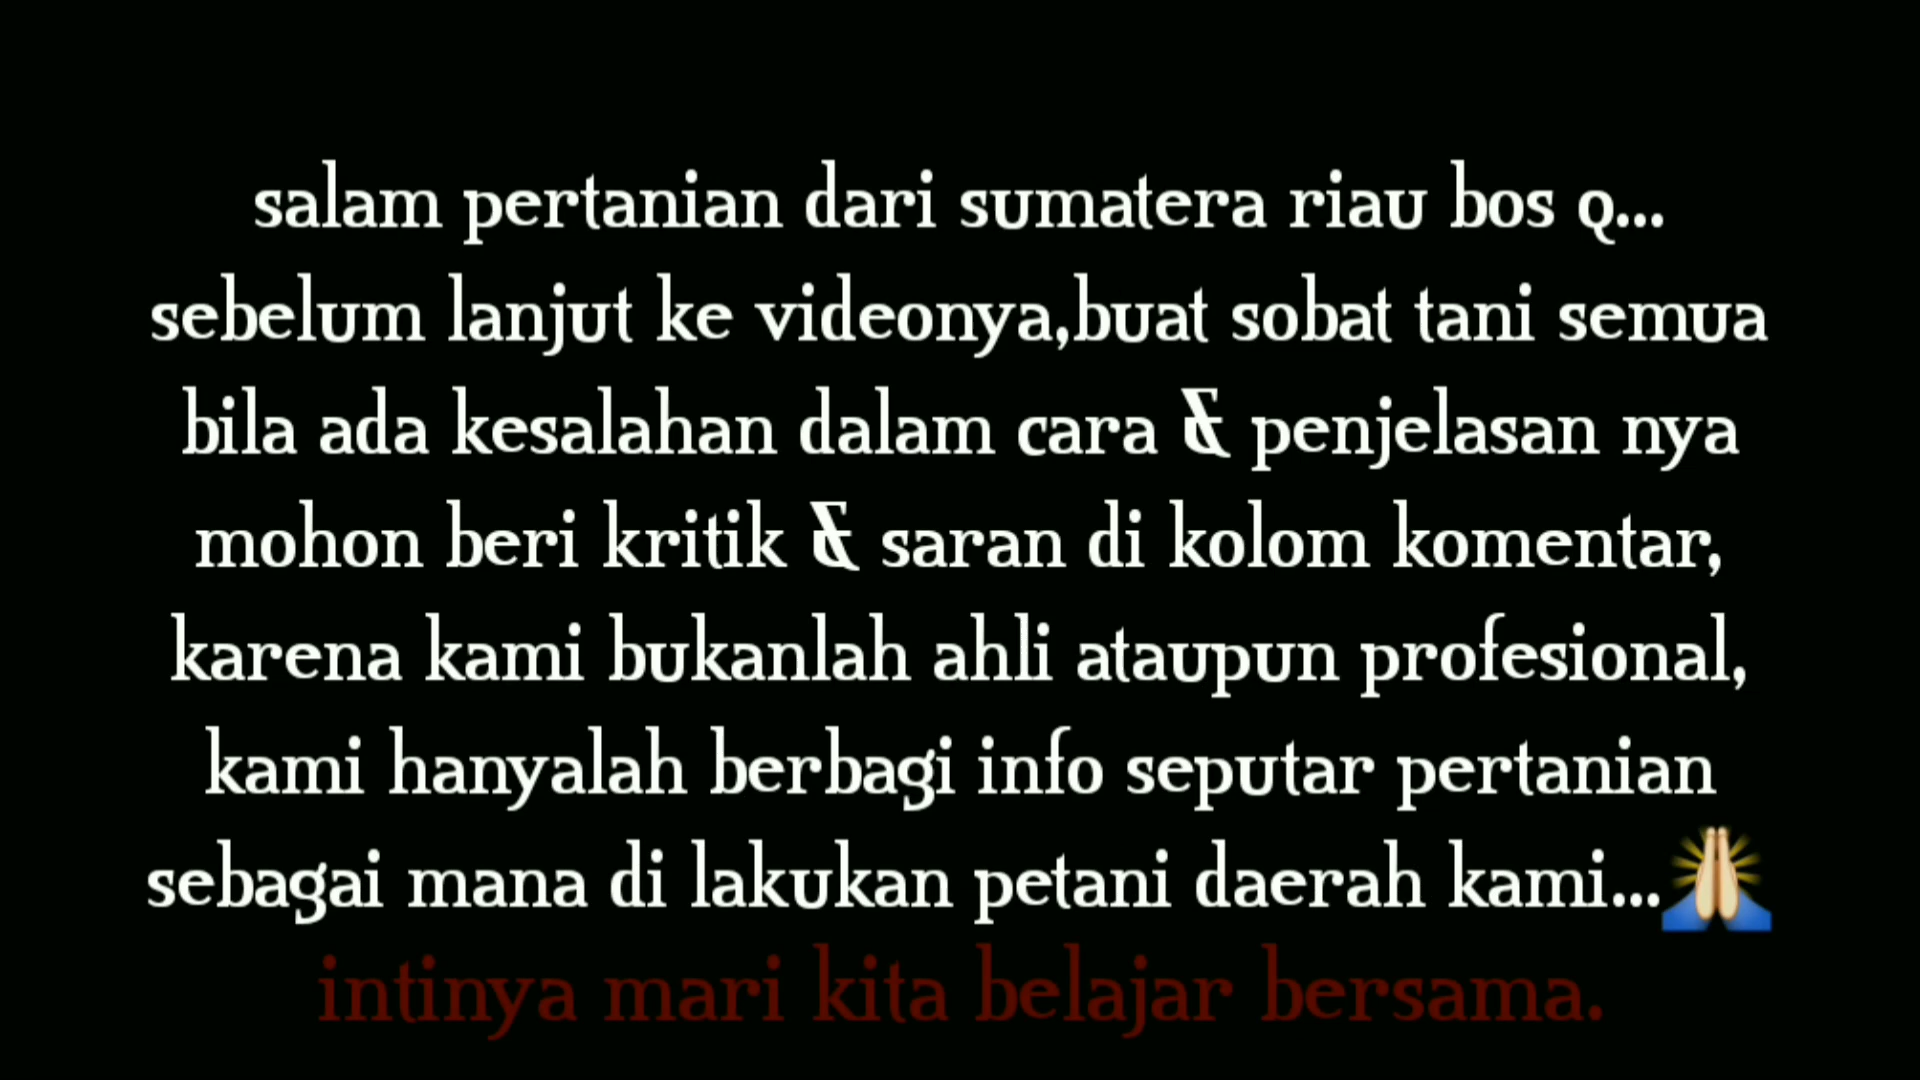 salam pertanian dari sumatera riau bos q...
sebelum lanjut ke videonya,buat sobat tani semua
bila ada kesalahan dalam cara & penjelasan nya
mohon beri kritik & saran di kolom komentar,
karena kami bukanlah ahli ataupun profesional,
kami hanyalah berbagi info seputar pertanian
sebagai mana di lakukan petani daerah kami...🙏
intinya mari kita belajar bersama.